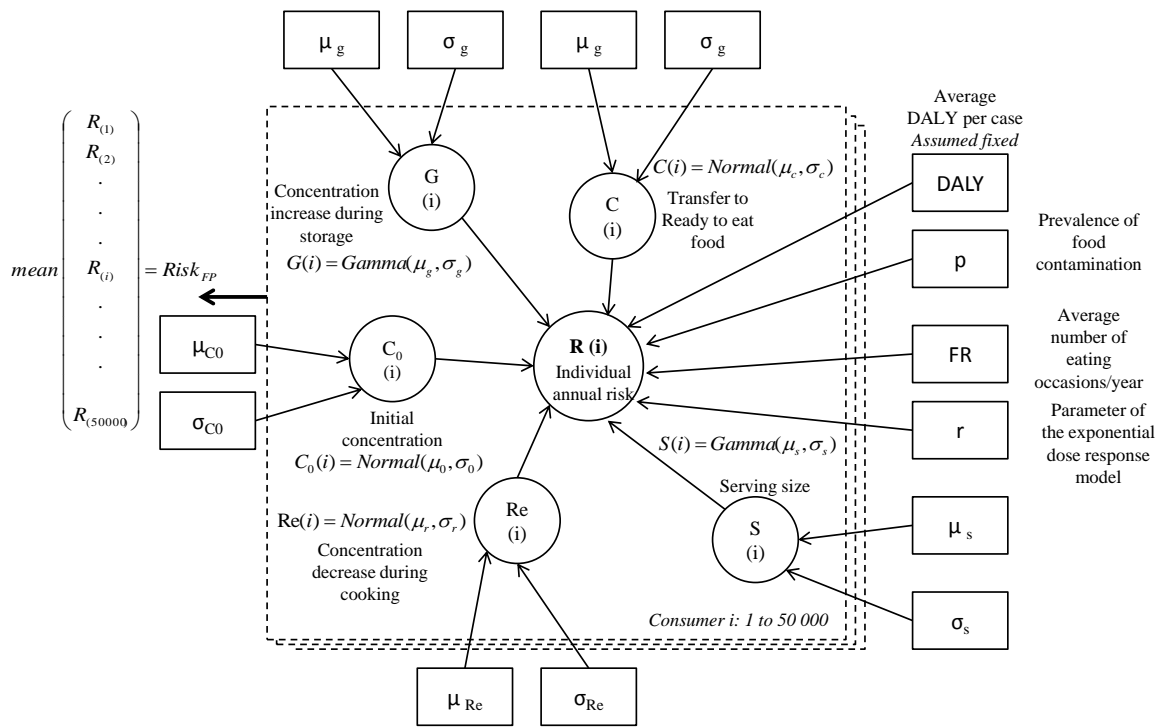 μ g
σ g
μ g
σ g
Average
DALY per case
Assumed fixed
DALY
Prevalence of
food
contamination
p
Average
number of
eating
occasions/year
FR
Parameter of
the exponential
dose response
model
r
μ s
σs
mean
R(1)
R(2)
.
.
.
R(i)
.
.
.
R(50000)
= RiskFP
μC0
σC0
G
(i)
Concentration
increase during
storage
G(i) = Gamma(μg, σg)
C
(i)
C(i) = Normal(μc, σc)
Transfer to
Ready to eat
food
C0
(i)
Initial
concentration
C0(i) = Normal(μ0, σ0)
R (i)
Individual
annual risk
S(i) = Gamma(μs, σs)
Serving size
S
(i)
Re
(i)
Re(i) = Normal(μr, σr)
Concentration
decrease during
cooking
Consumer i: 1 to 50 000
μ Re
σRe